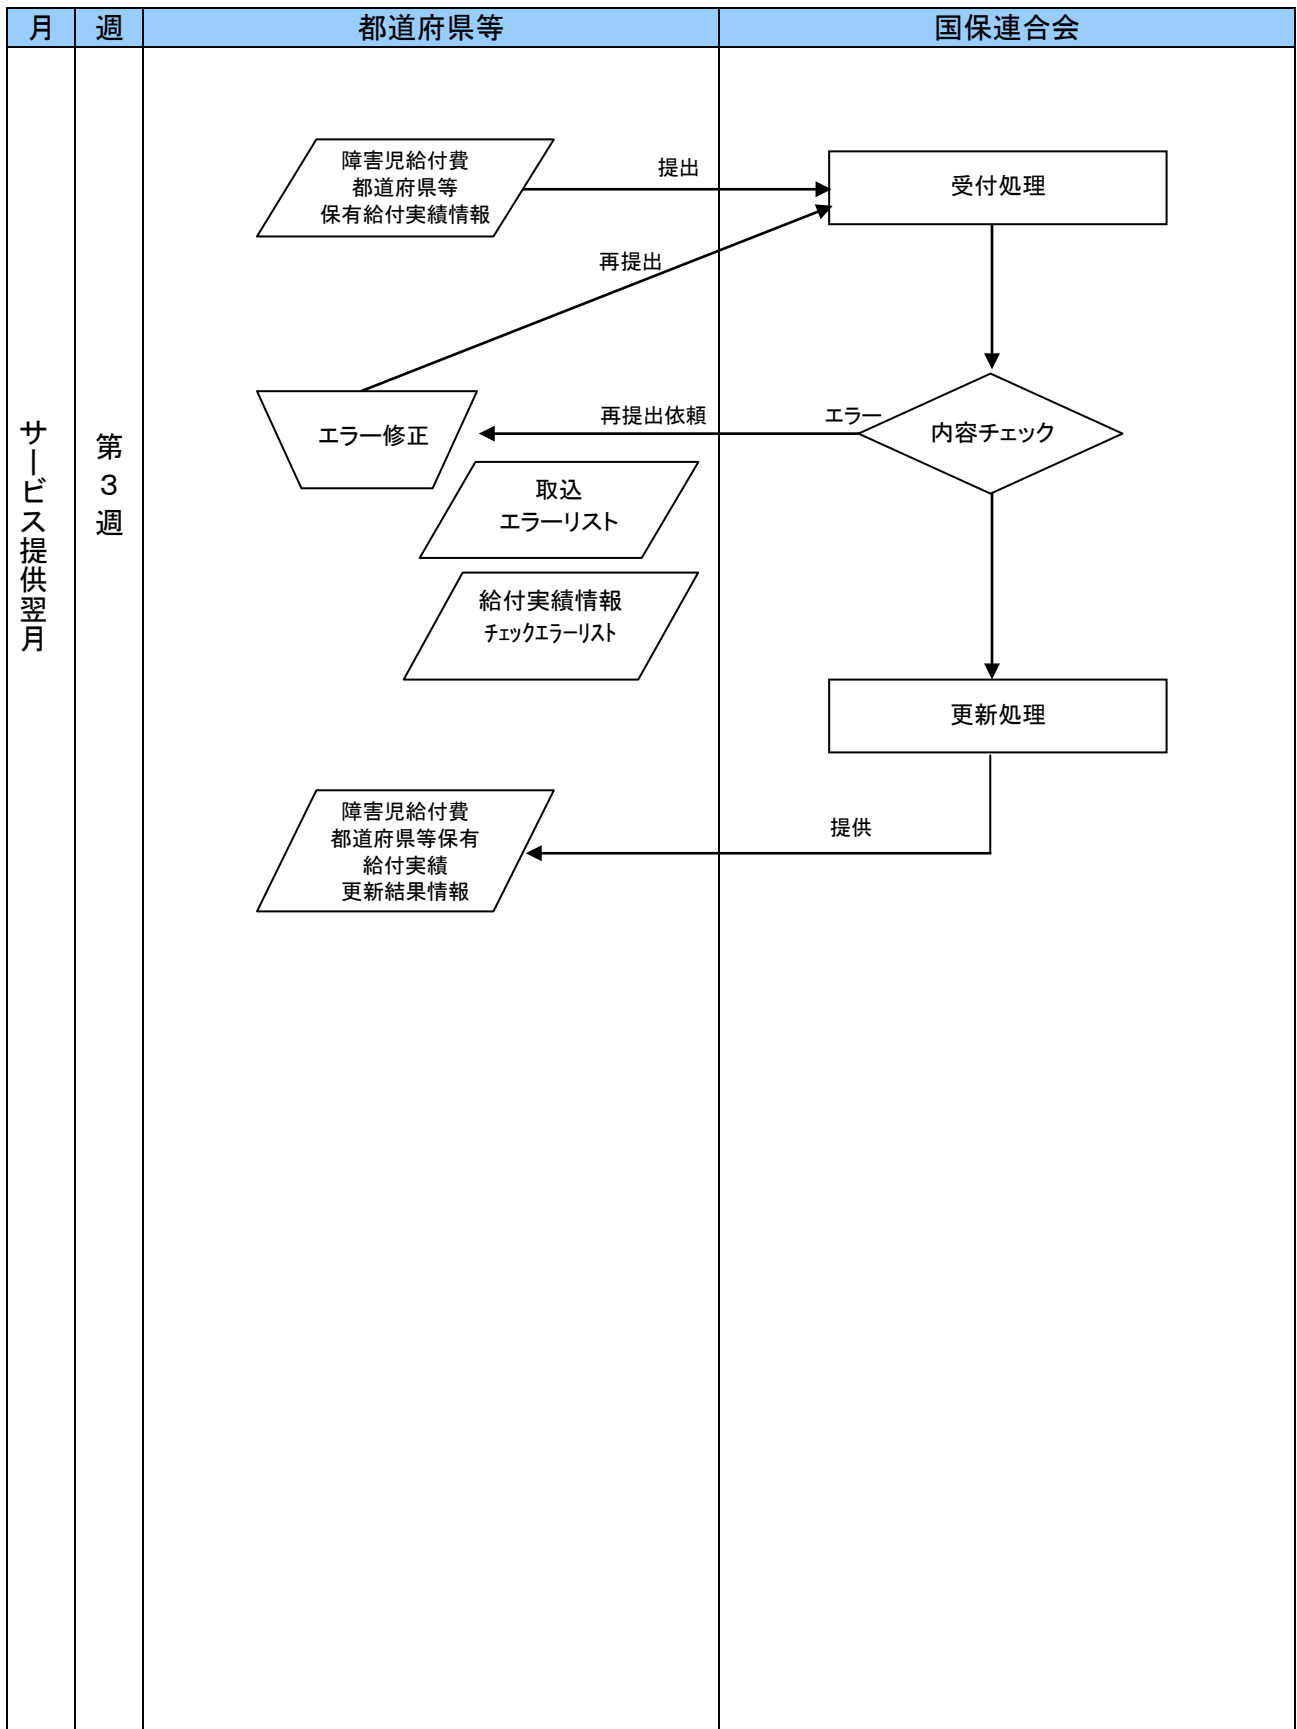 月
週
都道府県等
国保連合会
障害児給付費
都道府県等
保有給付実績情報
提出
受付処理
再提出
サービス提供翌月
第3週
エラー修正
再提出依頼
エラー
内容チェック
取込
エラーリスト
給付実績情報
ﾁｪｯｸｴﾗｰﾘｽﾄ
更新処理
障害児給付費
都道府県等保有
給付実績
更新結果情報
提供